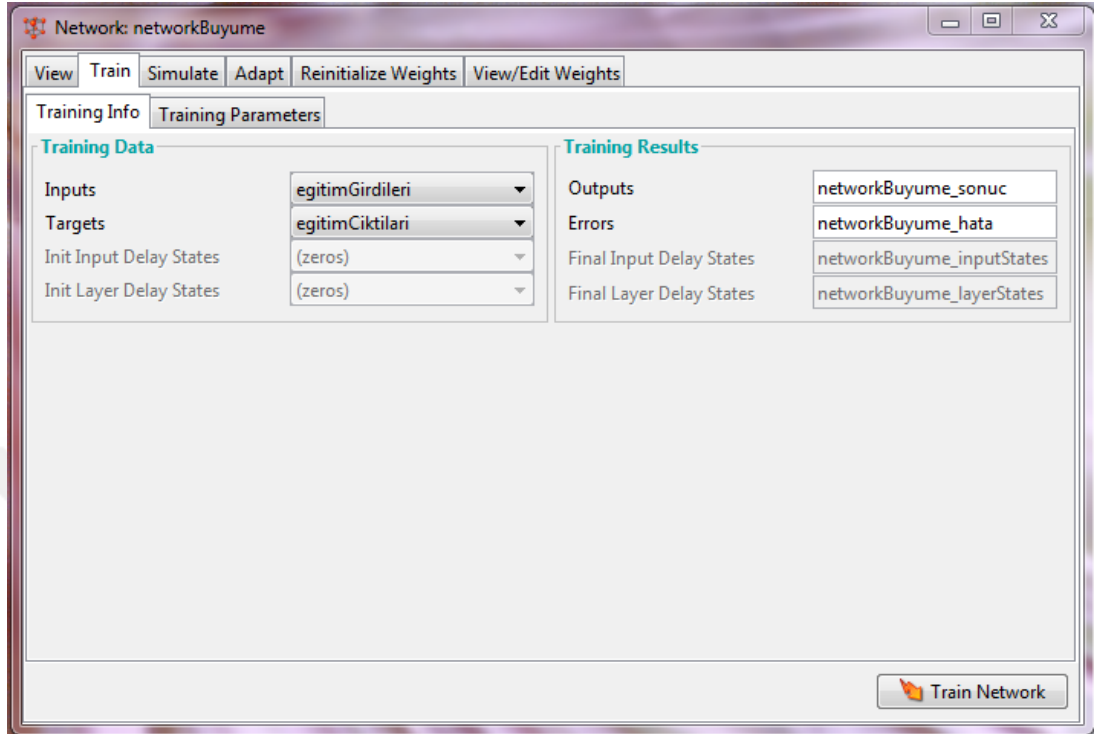 Network: networkBuyume
View Train Simulate Adapt Reinitialize Weights View/Edit Weights
Training Info Training Parameters
Training Data
Inputs egitimGirdileri
Targets egitimCiktilari
Init Input Delay States (zeros)
Init Layer Delay States (zeros)
Training Results
Outputs networkBuyume_sonuc
Errors networkBuyume_hata
Final Input Delay States networkBuyume_inputStates
Final Layer Delay States networkBuyume_layerStates
Train Network